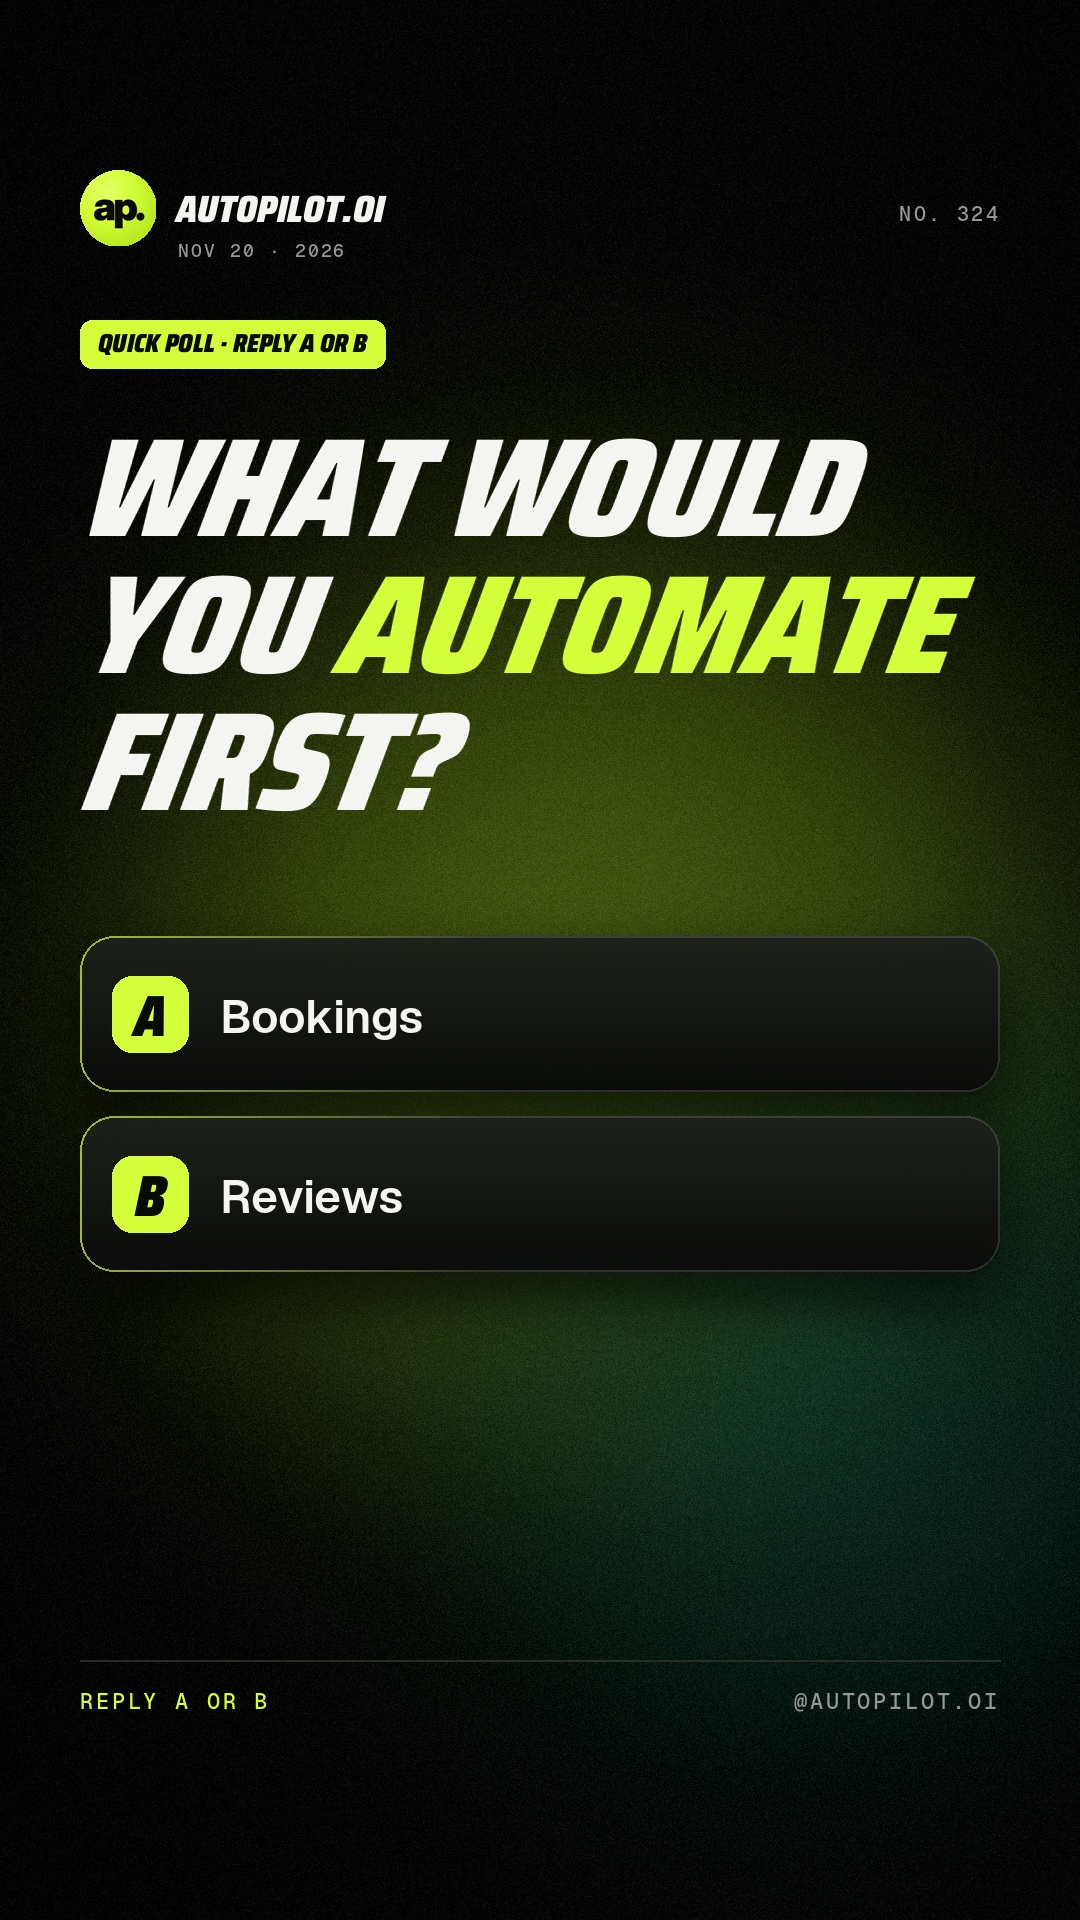 ap.
AUTOPILOT.OI
NOV 20 · 2026
NO. 324
QUICK POLL · REPLY A OR B
WHAT WOULD
YOU AUTOMATE
FIRST?
A Bookings
B Reviews
REPLY A OR B
@AUTOPILOT.OI